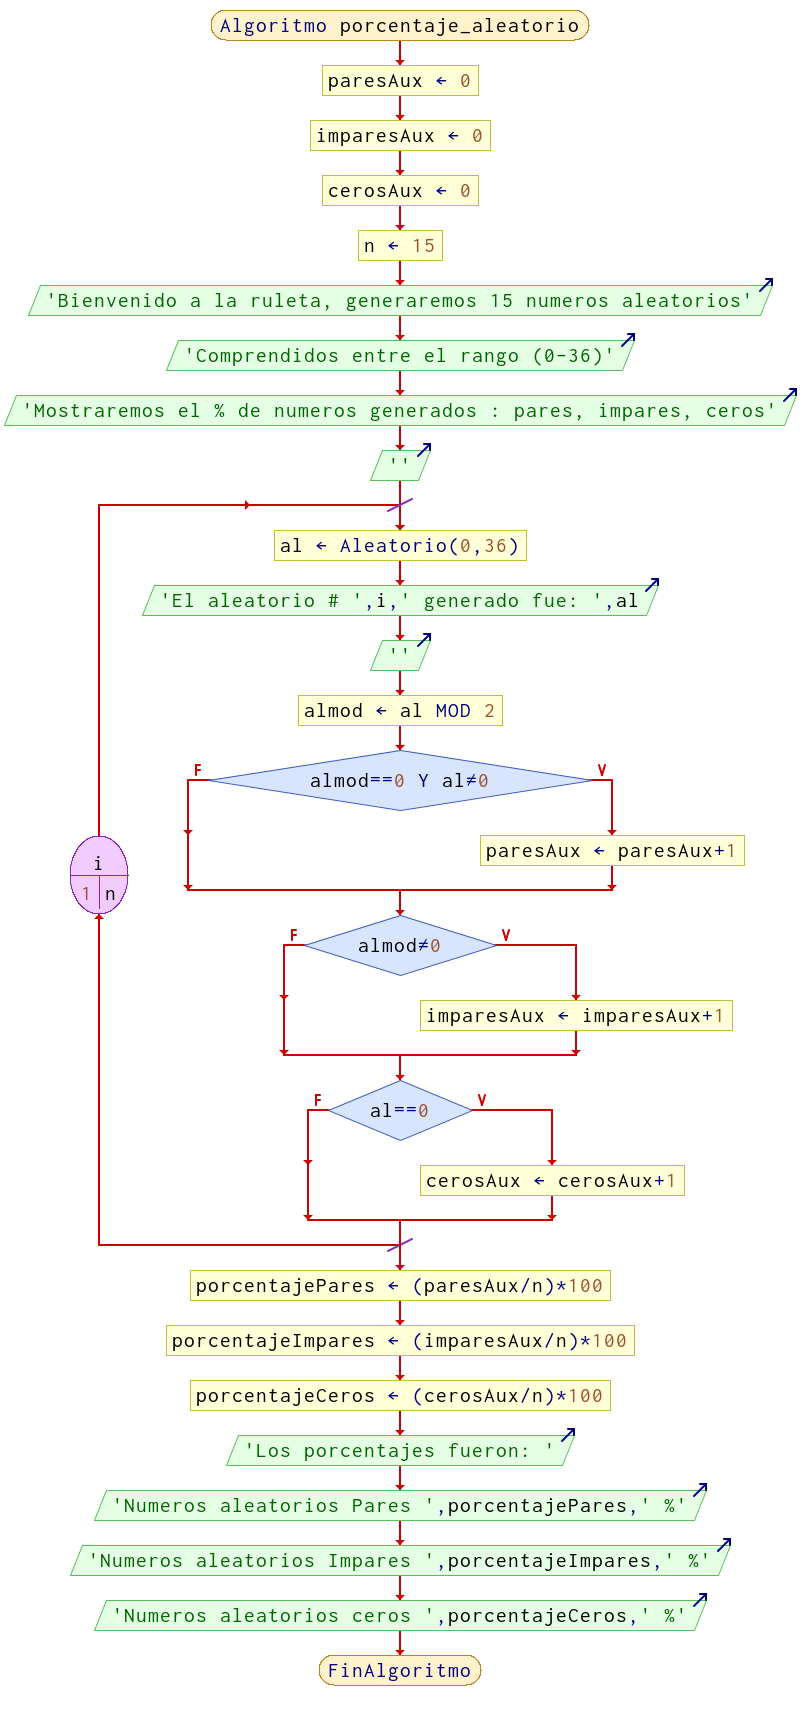 Algoritmo porcentaje_aleatorio
paresAux ← 0
imparesAux ← 0
cerosAux ← 0
n ← 15
'Bienvenido a la ruleta, generaremos 15 numeros aleatorios'
'Comprendidos entre el rango (0-36)'
'Mostraremos el % de numeros generados : pares, impares, ceros'
''
al ← Aleatorio(0,36)
'El aleatorio # ',i,' generado fue: ',al
''
almod ← al MOD 2
F
V
almod==0 Y al≠0
paresAux ← paresAux+1
i
1 n
F
V
almod≠0
imparesAux ← imparesAux+1
F
V
al==0
cerosAux ← cerosAux+1
porcentajePares ← (paresAux/n)*100
porcentajeImpares ← (imparesAux/n)*100
porcentajeCeros ← (cerosAux/n)*100
'Los porcentajes fueron: '
'Numeros aleatorios Pares ',porcentajePares,' %'
'Numeros aleatorios Impares ',porcentajeImpares,' %'
'Numeros aleatorios ceros ',porcentajeCeros,' %'
FinAlgoritmo